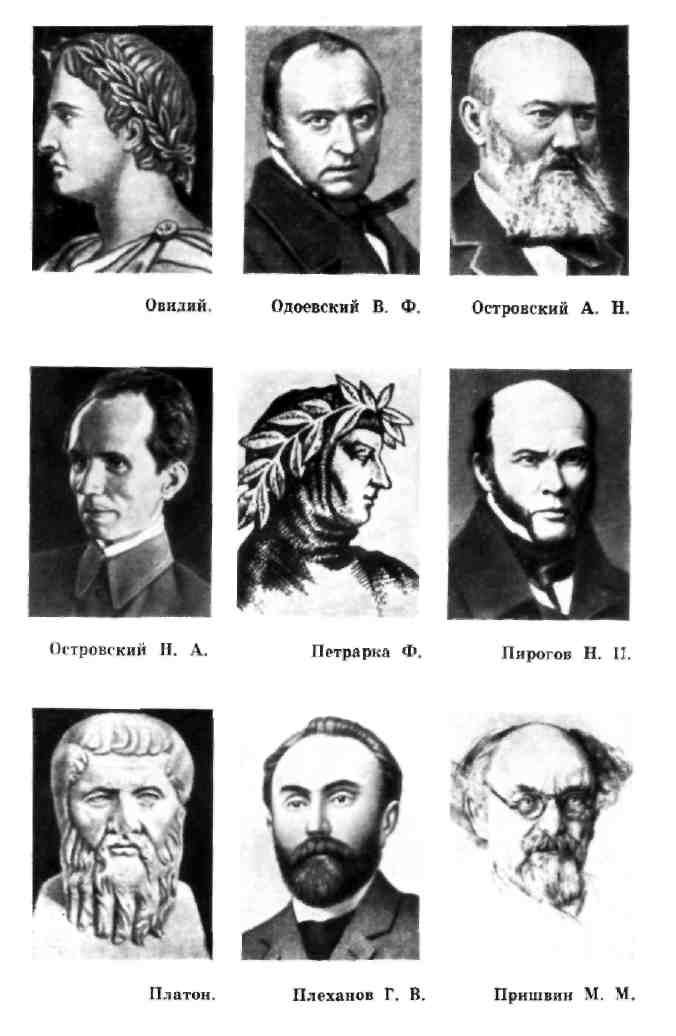 Овидий.
Одоевский В. Ф.
Островский А. Н.
Островский Н. А.
Петрарка Ф.
Пирогов Н. И.
Платон.
Плеханов Г. В.
Пришвин М. М.